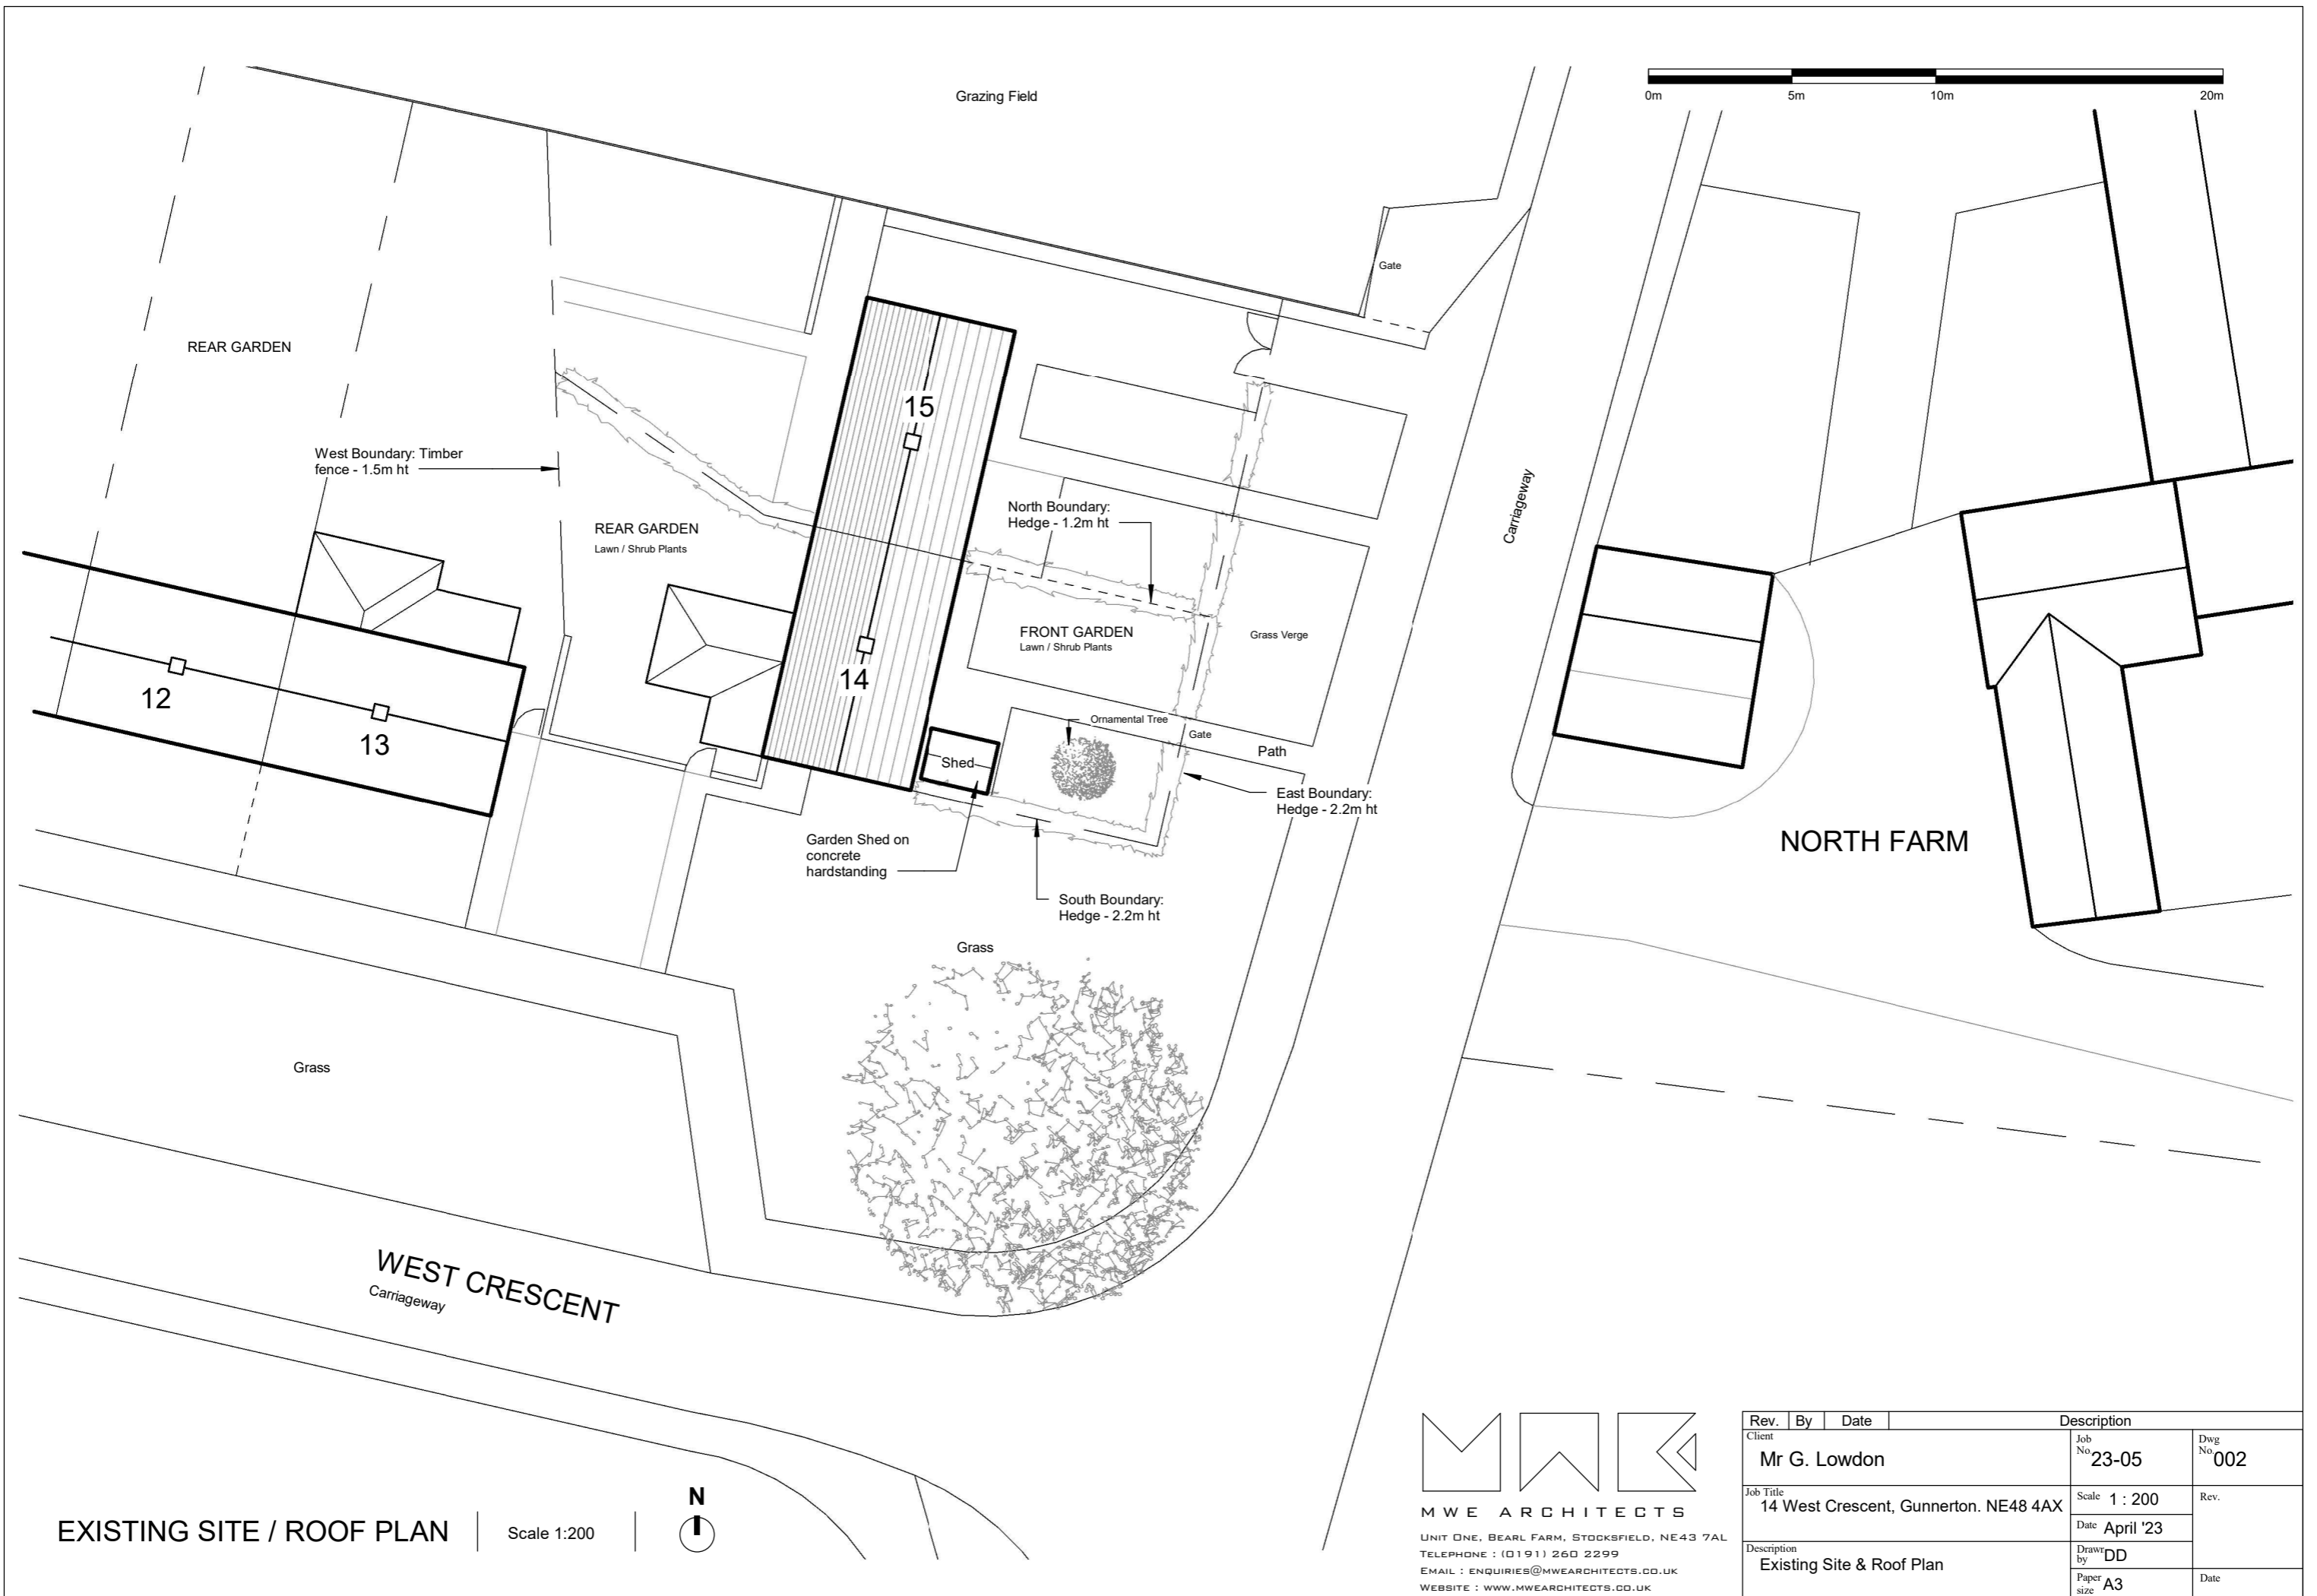 Grazing Field
0m 5m 10m 20m
Gate
REAR GARDEN
15
West Boundary: Timber
fence - 1.5m ht
REAR GARDEN
Lawn / Shrub Plants
North Boundary:
Hedge - 1.2m ht
Carriageway
FRONT GARDEN
Lawn / Shrub Plants
Grass Verge
14
12
13
Ornamental Tree
Gate
Path
Shed
East Boundary:
Hedge - 2.2m ht
Garden Shed on
concrete
hardstanding
NORTH FARM
South Boundary:
Hedge - 2.2m ht
Grass
Grass
WEST CRESCENT
Carriageway
EXISTING SITE / ROOF PLAN
Scale 1:200
N
MWE
MWE ARCHITECTS
UNIT ONE, BEARL FARM, STOCKSFIELD, NE43 7AL
TELEPHONE : (0191) 260 2299
EMAIL : ENQUIRIES@MWEARCHITECTS.CO.UK
WEBSITE : WWW.MWEARCHITECTS.CO.UK
Rev. By Date Description
Client
Mr G. Lowdon
Job
No 23-05
Dwg
No. 002
Job Title
14 West Crescent, Gunnerton. NE48 4AX
Scale 1 : 200
Rev.
Date April '23
Description
Existing Site & Roof Plan
Drawn
by DD
Paper
size A3
Date